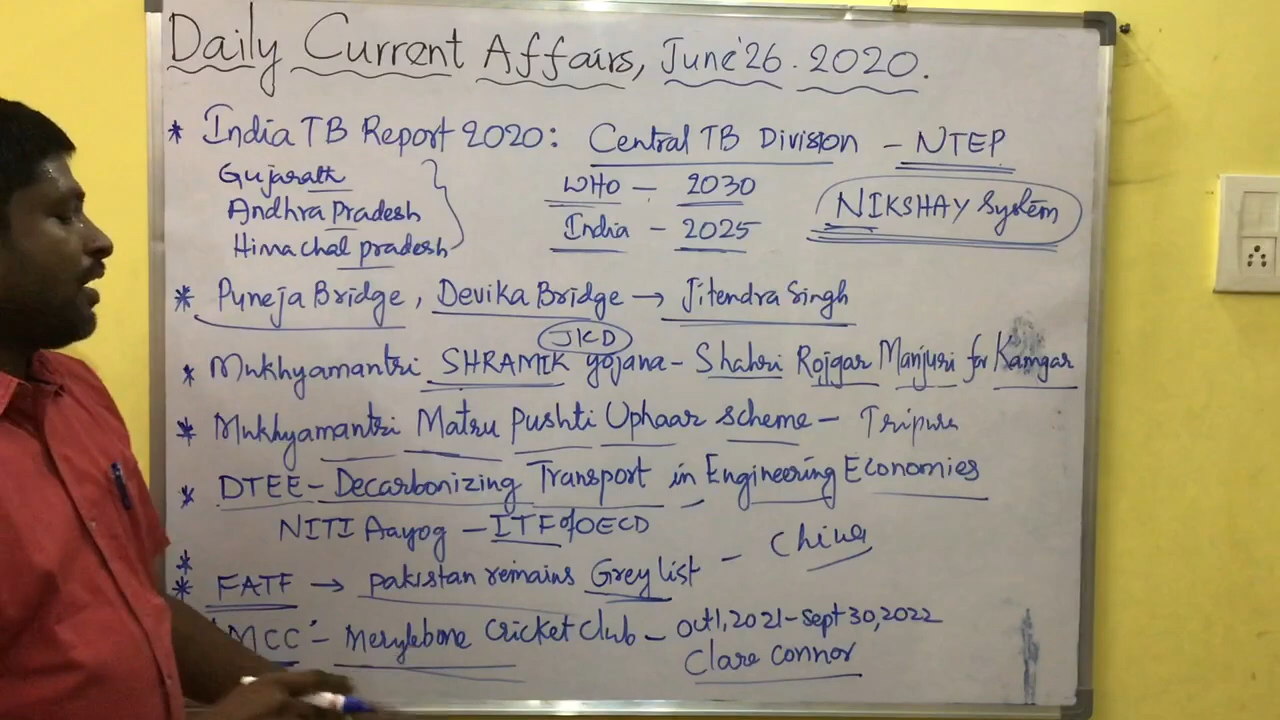 Daily Current Affairs, June'26. 2020.
* India TB Report 2020: Central TB Division - NTEP
Gujarath
Andhra Pradesh
Himachal pradesh
WHO - 2030
India - 2025
NIKSHAY System
* Puneja Bridge, Devika Bridge → Jitendra Singh
JKD
* Mukhyamantri SHRAMIK yojana - Shahri Rojgar Manjuri for Kamgar
* Mukhyamantri Matru Pushti Uphaar scheme - Tripura
* DTEE - Decarbonizing Transport in Engineering Economies
NITI Aayog - ITF of OECD
*
* FATF → pakistan remains Grey list - China
MCC - Merylebone Cricket Club - Oct 1, 2021 - Sept 30, 2022
Clare Connor